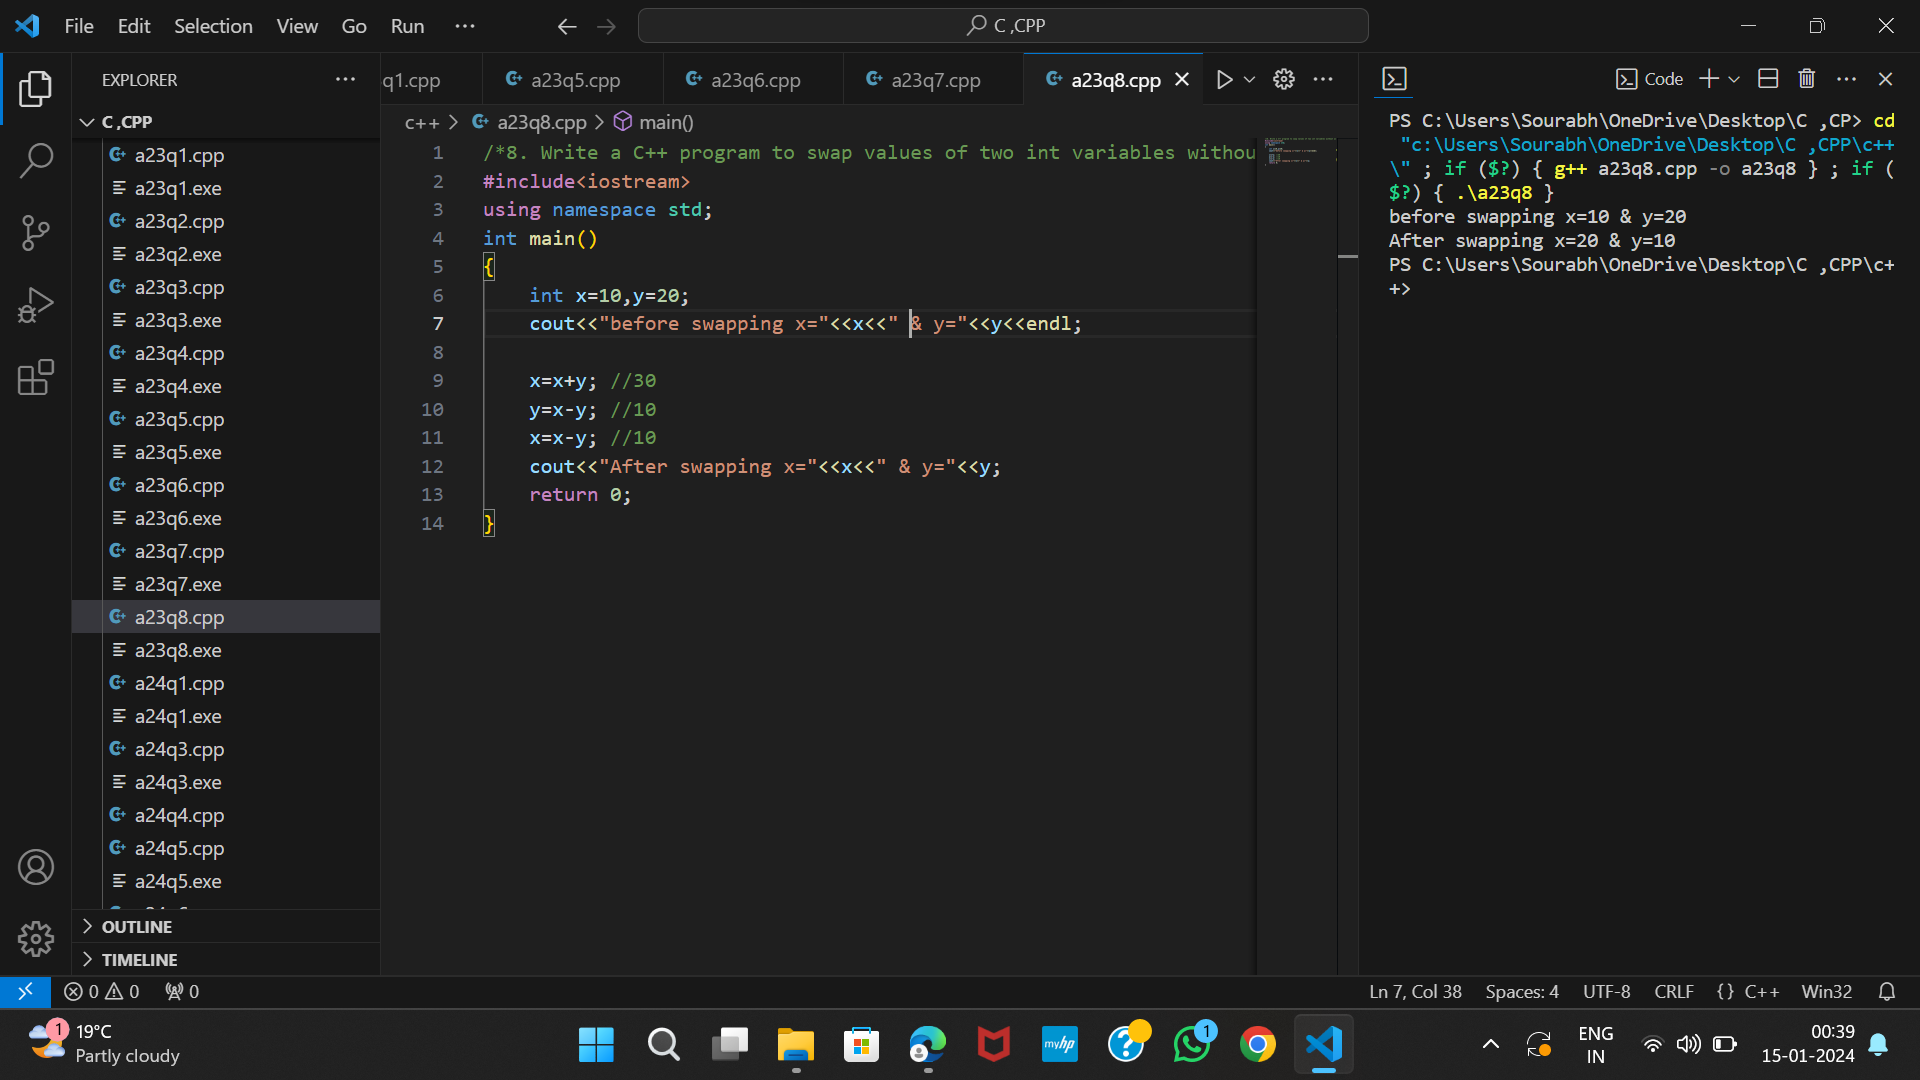 File Edit Selection View Go Run ···
C ,CPP
EXPLORER ···
C ,CPP
a23q1.cpp
a23q1.exe
a23q2.cpp
a23q2.exe
a23q3.cpp
a23q3.exe
a23q4.cpp
a23q4.exe
a23q5.cpp
a23q5.exe
a23q6.cpp
a23q6.exe
a23q7.cpp
a23q7.exe
a23q8.cpp
a23q8.exe
a24q1.cpp
a24q1.exe
a24q3.cpp
a24q3.exe
a24q4.cpp
a24q5.cpp
a24q5.exe
OUTLINE
TIMELINE
q1.cpp a23q5.cpp a23q6.cpp a23q7.cpp a23q8.cpp
c++ > a23q8.cpp > main()
1 /*8. Write a C++ program to swap values of two int variables withou
2 #include<iostream>
3 using namespace std;
4 int main()
5 {
6 int x=10,y=20;
7 cout<<"before swapping x="<<x<<" & y="<<y<<endl;
8
9 x=x+y; //30
10 y=x-y; //10
11 x=x-y; //10
12 cout<<"After swapping x="<<x<<" & y="<<y;
13 return 0;
14 }
Code
PS C:\Users\Sourabh\OneDrive\Desktop\C ,CP> cd
"c:\Users\Sourabh\OneDrive\Desktop\C ,CPP\c++
\" ; if ($?) { g++ a23q8.cpp -o a23q8 } ; if (
$?) { .\a23q8 }
before swapping x=10 & y=20
After swapping x=20 & y=10
PS C:\Users\Sourabh\OneDrive\Desktop\C ,CPP\c+
+>
0 0 0
Ln 7, Col 38 Spaces: 4 UTF-8 CRLF {} C++ Win32
1
19°C
Partly cloudy
myhp
1
ENG
IN
00:39
15-01-2024